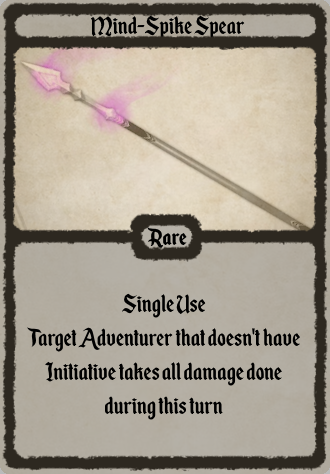 Mind-Spike Spear
Rare
Single Use
Target Adventurer that doesn't have
Initiative takes all damage done
during this turn